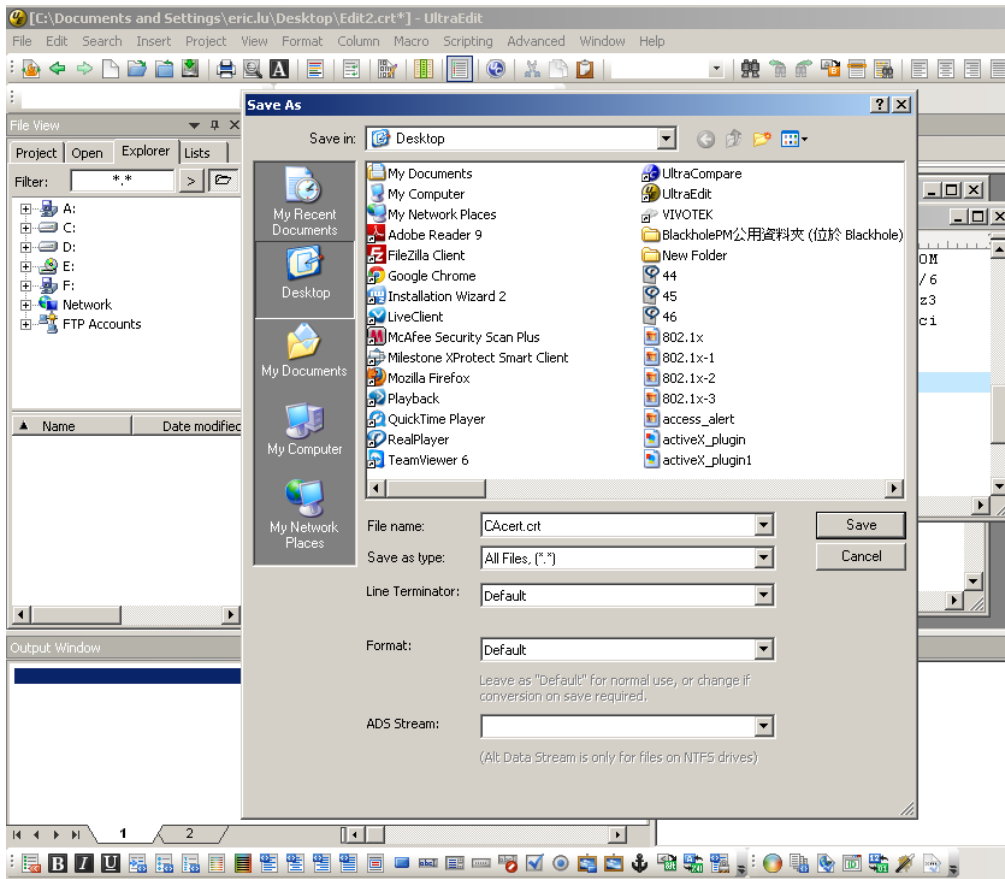 [C:\Documents and Settings\eric.lu\Desktop\Edit2.crt*] - UltraEdit
File Edit Search Insert Project View Format Column Macro Scripting Advanced Window Help
File View
Project Open Explorer Lists
Filter: *.* >
A:
C:
D:
E:
F:
Network
FTP Accounts
Name Date modified
Output Window
1 2
Save As
Save in: Desktop
My Recent Documents
Desktop
My Documents
My Computer
My Network Places
My Documents
My Computer
My Network Places
Adobe Reader 9
FileZilla Client
Google Chrome
Installation Wizard 2
LiveClient
McAfee Security Scan Plus
Milestone XProtect Smart Client
Mozilla Firefox
Playback
QuickTime Player
RealPlayer
TeamViewer 6
UltraCompare
UltraEdit
VIVOTEK
BlackholePM公用資料夾 (位於 Blackhole)
New Folder
44
45
46
802.1x
802.1x-1
802.1x-2
802.1x-3
access_alert
activeX_plugin
activeX_plugin1
File name: CAcert.crt Save
Save as type: All Files, (*.*) Cancel
Line Terminator: Default
Format: Default
Leave as "Default" for normal use, or change if
conversion on save required.
ADS Stream:
(Alt Data Stream is only for files on NTFS drives)
OM
/6
z3
ci